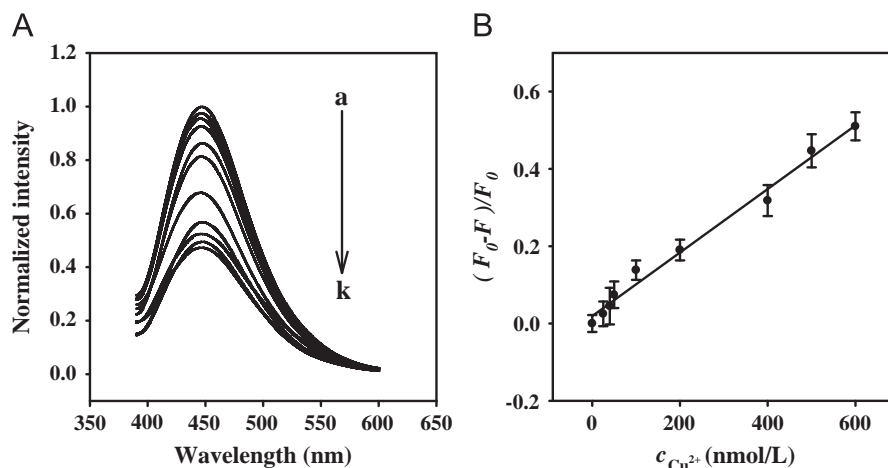 A
1.2
1.0
0.8
0.6
0.4
0.2
0.0
Normalized intensity
a
k
350 400 450 500 550 600 650
Wavelength (nm)
B
0.6
0.4
0.2
0.0
-0.2
(F₀-F)/F₀
0 200 400 600
c Cu²⁺ (nmol/L)